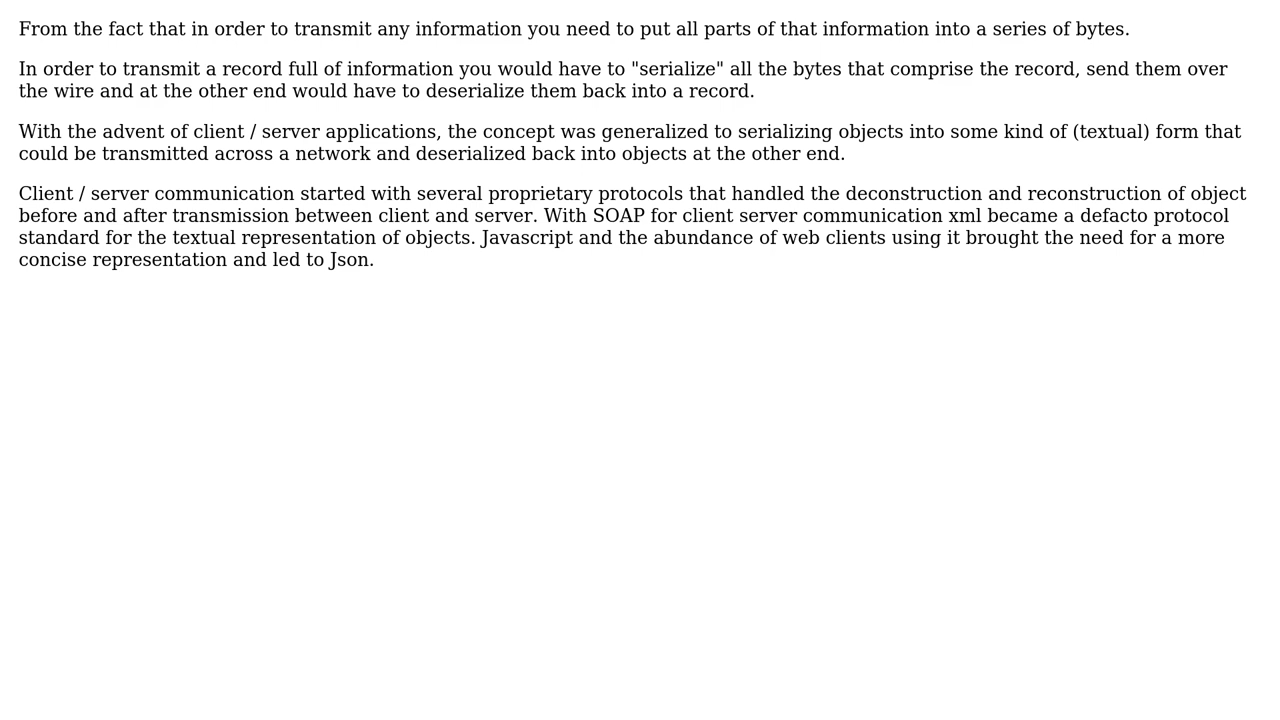 From the fact that in order to transmit any information you need to put all parts of that information into a series of bytes.
In order to transmit a record full of information you would have to "serialize" all the bytes that comprise the record, send them over
the wire and at the other end would have to deserialize them back into a record.
With the advent of client / server applications, the concept was generalized to serializing objects into some kind of (textual) form that
could be transmitted across a network and deserialized back into objects at the other end.
Client / server communication started with several proprietary protocols that handled the deconstruction and reconstruction of object
before and after transmission between client and server. With SOAP for client server communication xml became a defacto protocol
standard for the textual representation of objects. Javascript and the abundance of web clients using it brought the need for a more
concise representation and led to Json.